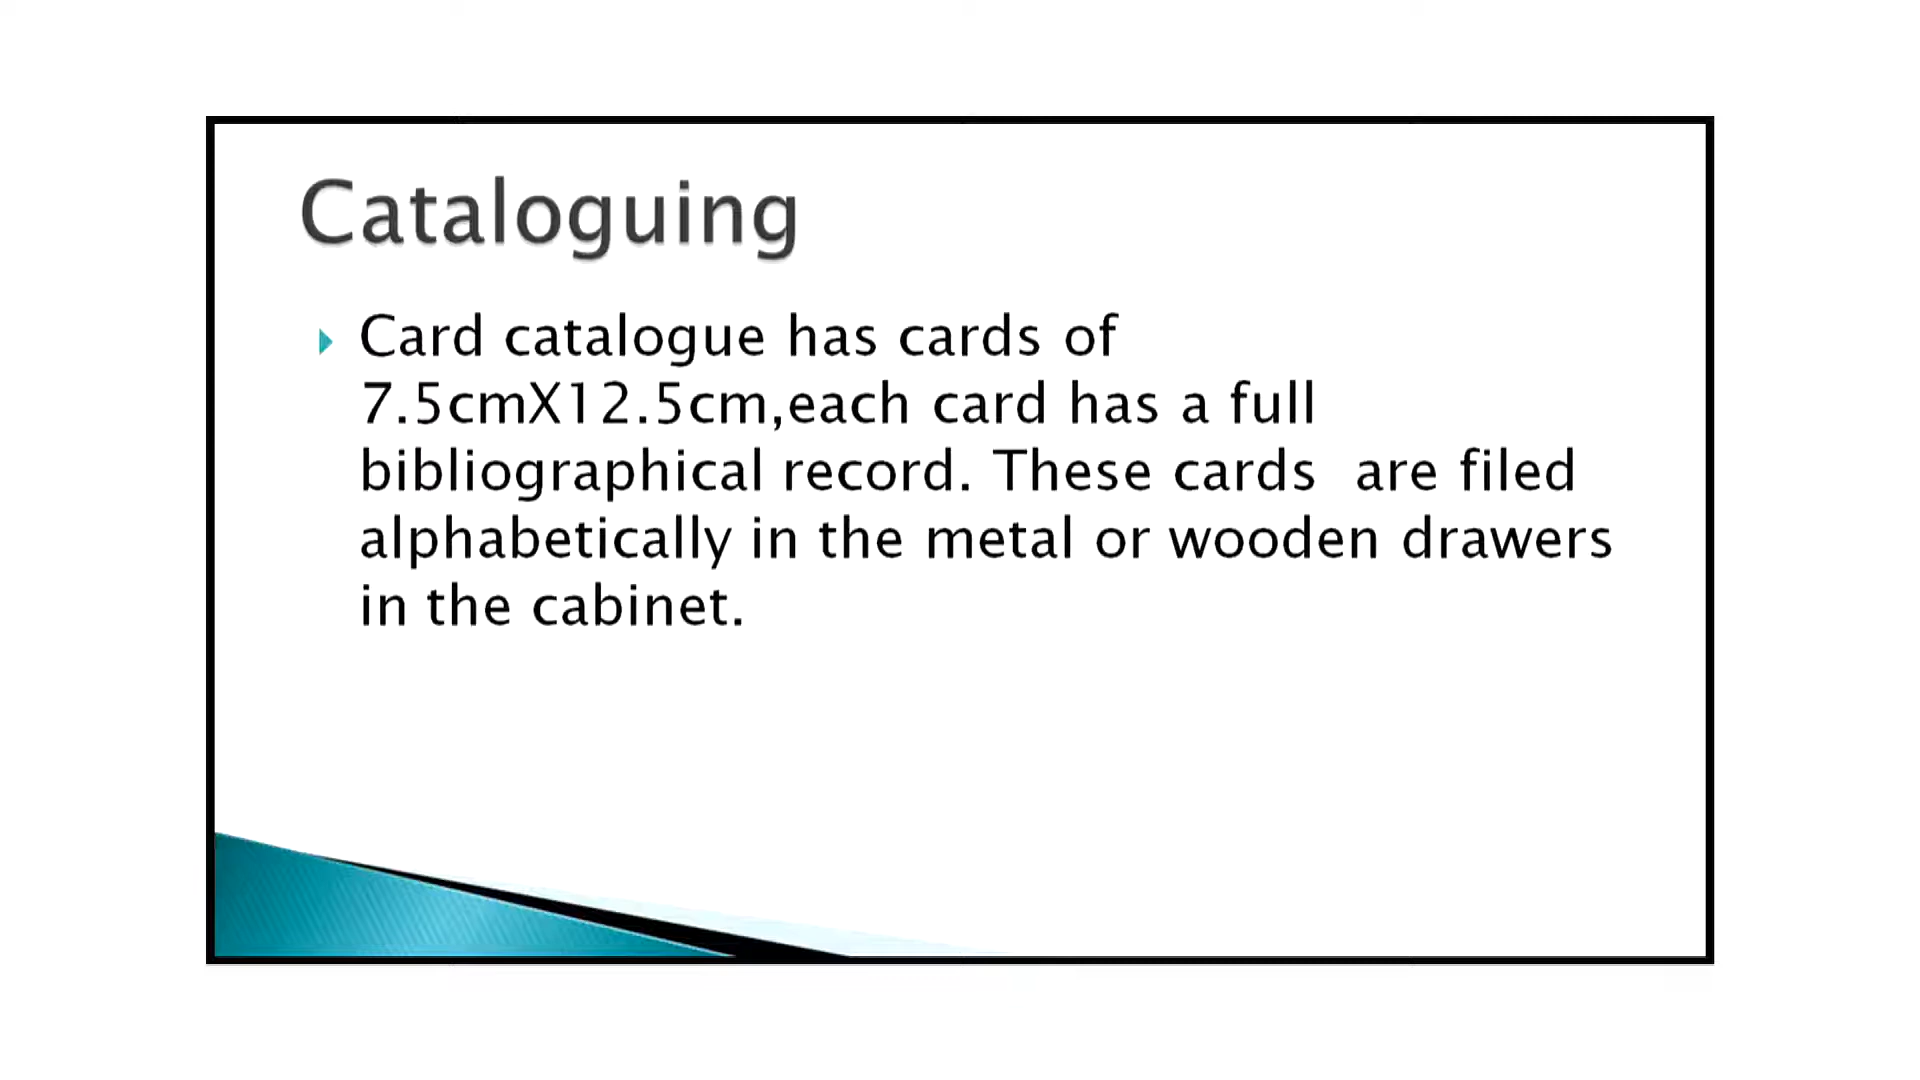 Cataloguing
Card catalogue has cards of
7.5cmX12.5cm,each card has a full
bibliographical record. These cards  are filed
alphabetically in the metal or wooden drawers
in the cabinet.